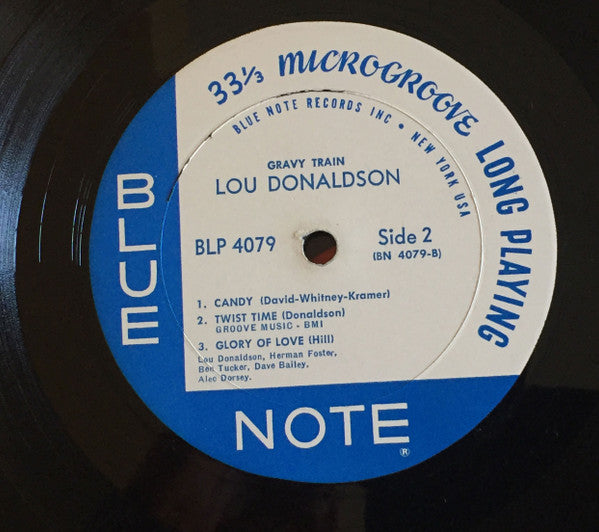 33⅓ MICROGROOVE LONG PLAYING
BLUE NOTE RECORDS INC • NEW YORK USA
GRAVY TRAIN
LOU DONALDSON
BLP 4079
Side 2
(BN 4079-B)
1. CANDY (David-Whitney-Kramer)
2. TWIST TIME (Donaldson)
GROOVE MUSIC - BMI
3. GLORY OF LOVE (Hill)
Lou Donaldson, Herman Foster,
Ben Tucker, Dave Bailey,
Alec Dorsey.
BLUE
NOTE
®